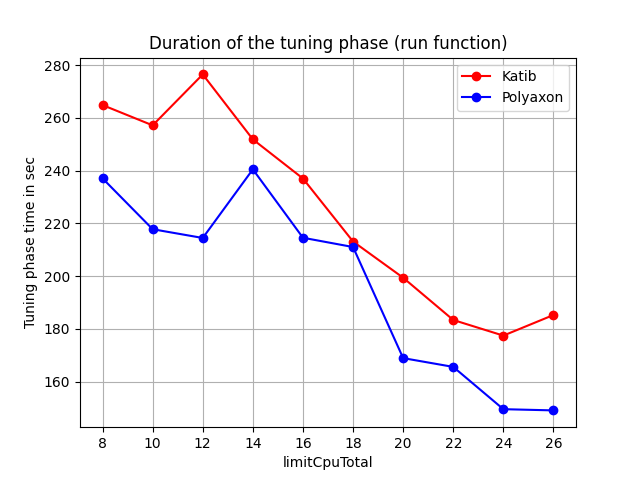 Duration of the tuning phase (run function)
Katib
Polyaxon
Tuning phase time in sec
280
260
240
220
200
180
160
8 10 12 14 16 18 20 22 24 26
limitCpuTotal